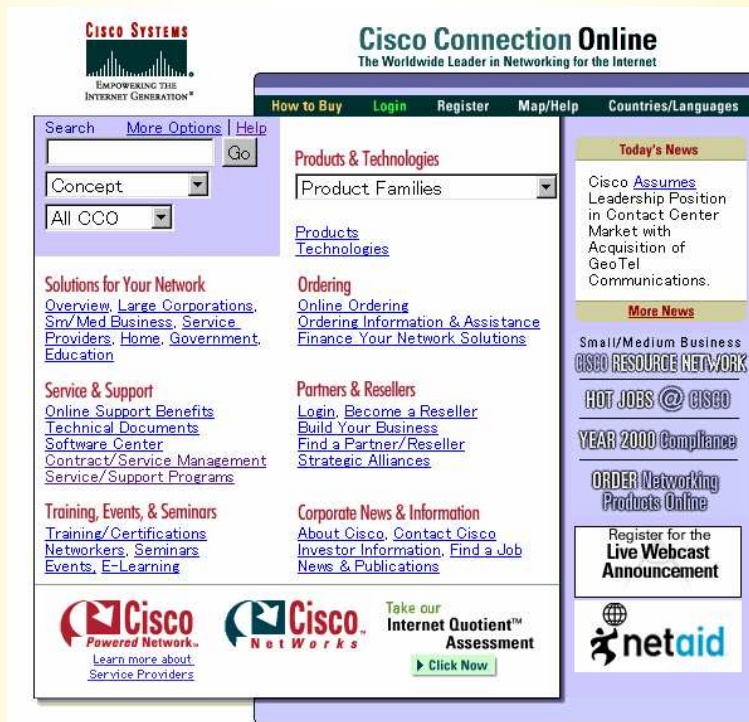 CISCO SYSTEMS
EMPOWERING THE
INTERNET GENERATION®
Cisco Connection Online
The Worldwide Leader in Networking for the Internet
How to Buy Login Register Map/Help Countries/Languages
Search More Options | Help
Go
Concept
All CCO
Products & Technologies
Product Families
Products
Technologies
Solutions for Your Network
Overview, Large Corporations,
Sm/Med Business, Service
Providers, Home, Government,
Education
Ordering
Online Ordering
Ordering Information & Assistance
Finance Your Network Solutions
Service & Support
Online Support Benefits
Technical Documents
Software Center
Contract/Service Management
Service/Support Programs
Partners & Resellers
Login, Become a Reseller
Build Your Business
Find a Partner/Reseller
Strategic Alliances
Training, Events, & Seminars
Training/Certifications
Networkers, Seminars
Events, E-Learning
Corporate News & Information
About Cisco, Contact Cisco
Investor Information, Find a Job
News & Publications
Today's News
Cisco Assumes
Leadership Position
in Contact Center
Market with
Acquisition of
GeoTel
Communications.
More News
Small/Medium Business
CISCO RESOURCE NETWORK
HOT JOBS @ CISCO
YEAR 2000 Compliance
ORDER Networking
Products Online
Register for the
Live Webcast
Announcement
netaid
Cisco
Powered Network™
Learn more about
Service Providers
Cisco™
NetWorks
Take our
Internet Quotient™
Assessment
Click Now